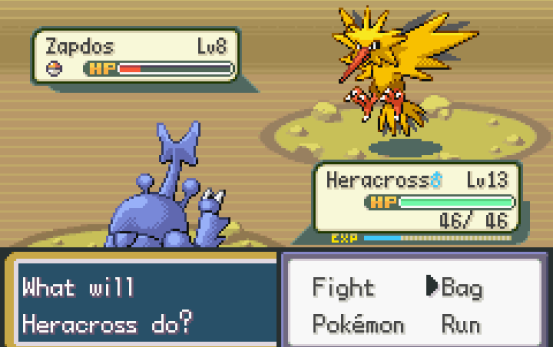 Zapdos Lv8
HP
Heracross♂ Lv13
HP
46/ 46
EXP
What will
Heracross do?
Fight Bag
Pokémon Run